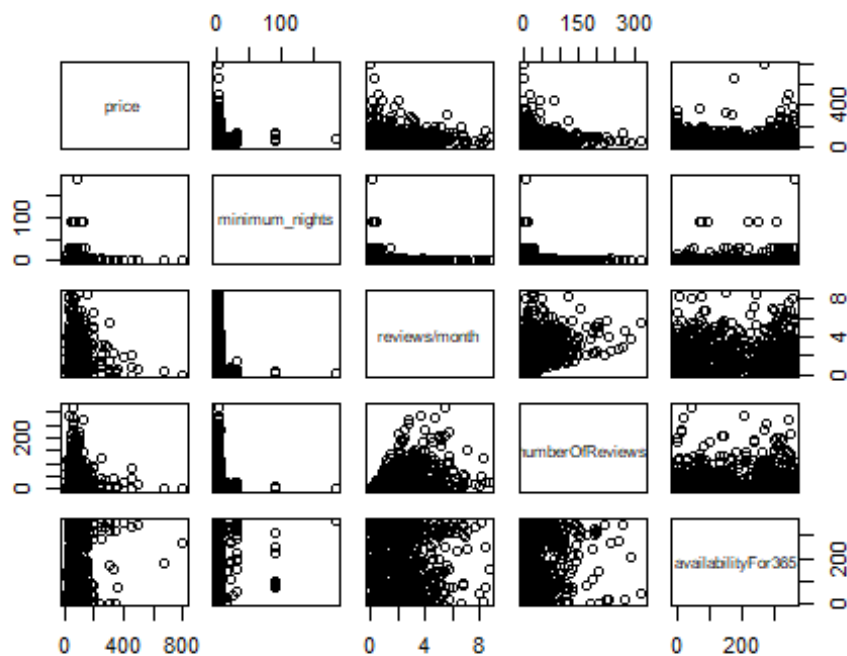 0 100 0 150 300
price
0 400
0 100
minimum_nights
reviews/month
0 4 8
0 200
numberOfReviews
availabilityFor365
0 200
0 400 800 0 4 8 0 200